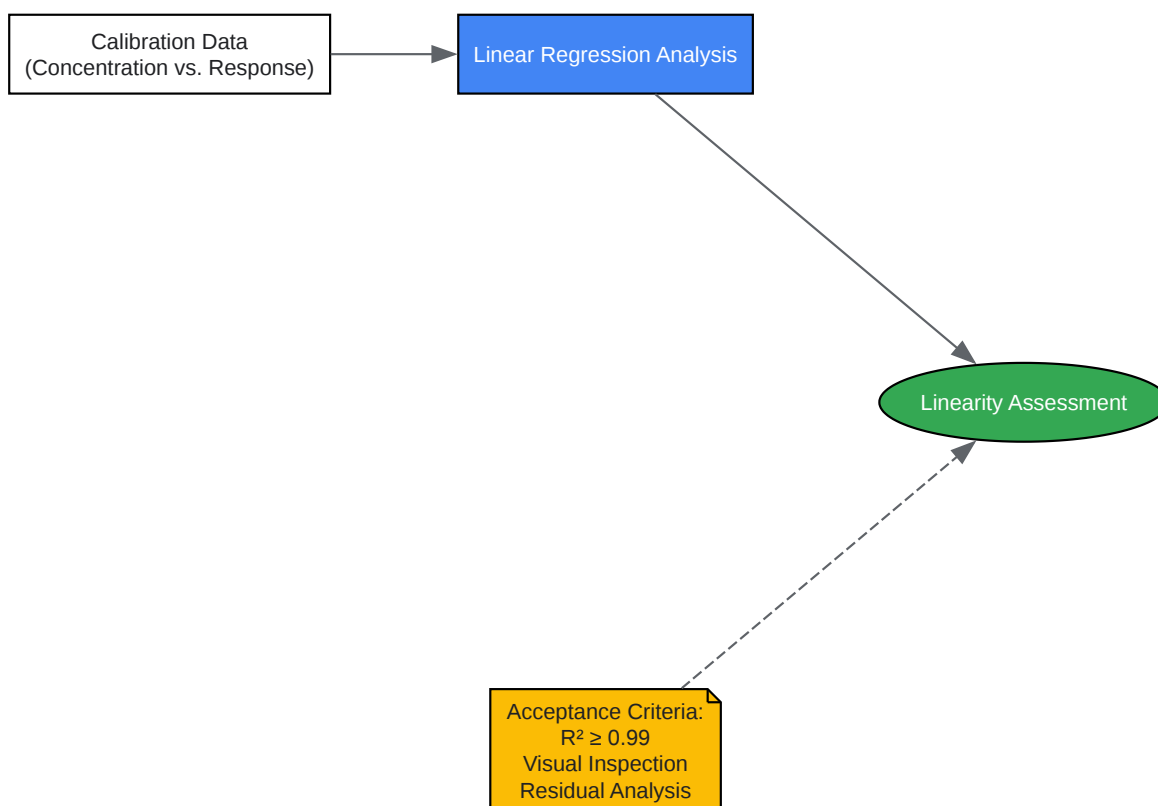 Calibration Data
(Concentration vs. Response)
Linear Regression Analysis
Linearity Assessment
Acceptance Criteria:
R² ≥ 0.99
Visual Inspection
Residual Analysis